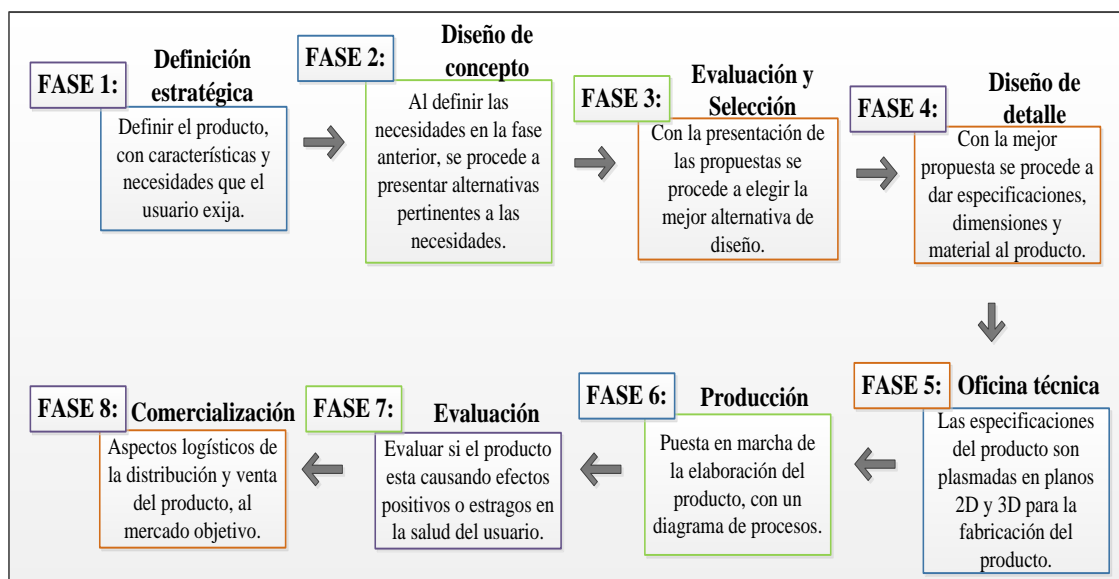 FASE 1:
Definición
estratégica
Definir el producto,
con características y
necesidades que el
usuario exija.
FASE 2:
Diseño de
concepto
Al definir las
necesidades en la fase
anterior, se procede a
presentar alternativas
pertinentes a las
necesidades.
FASE 3:
Evaluación y
Selección
Con la presentación de
las propuestas se
procede a elegir la
mejor alternativa de
diseño.
FASE 4:
Diseño de
detalle
Con la mejor
propuesta se procede a
dar especificaciones,
dimensiones y
material al producto.
FASE 5:
Oficina técnica
Las especificaciones
del producto son
plasmadas en planos
2D y 3D para la
fabricación del
producto.
FASE 6:
Producción
Puesta en marcha de
la elaboración del
producto, con un
diagrama de procesos.
FASE 7:
Evaluación
Evaluar si el producto
esta causando efectos
positivos o estragos en
la salud del usuario.
FASE 8:
Comercialización
Aspectos logísticos de
la distribución y venta
del producto, al
mercado objetivo.